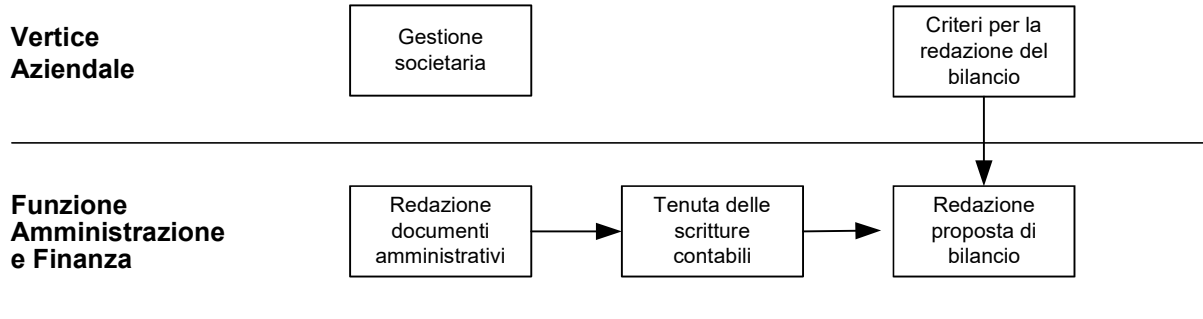 Vertice
Aziendale
Gestione
societaria
Criteri per la
redazione del
bilancio
Funzione
Amministrazione
e Finanza
Redazione
documenti
amministrativi
Tenuta delle
scritture
contabili
Redazione
proposta di
bilancio